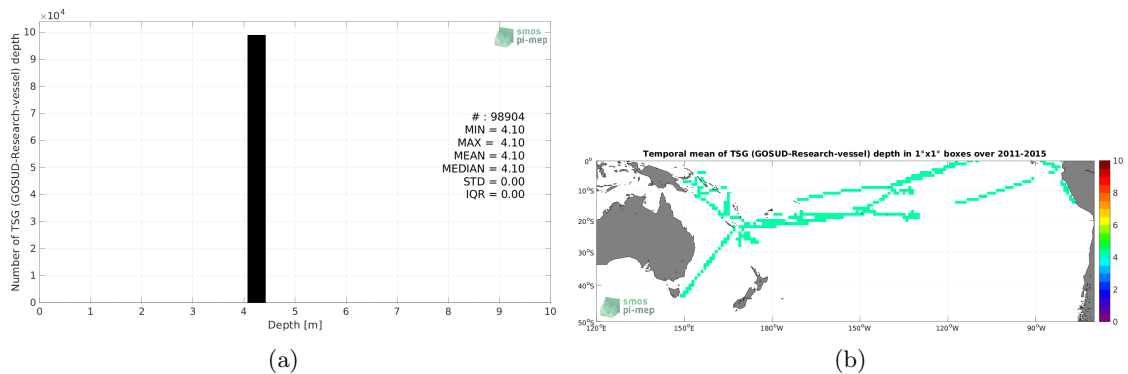 ×10⁴
10
9
8
7
6
5
4
3
2
1
0
Number of TSG (GOSUD-Research-vessel) depth
smos
pi-mep
# : 98904
MIN = 4.10
MAX = 4.10
MEAN = 4.10
MEDIAN = 4.10
STD = 0.00
IQR = 0.00
0 1 2 3 4 5 6 7 8 9 10
Depth [m]
(a)
Temporal mean of TSG (GOSUD-Research-vessel) depth in 1°x1° boxes over 2011-2015
0°
10°S
20°S
30°S
40°S
50°S
smos
pi-mep
120°E 150°E 180°W 150°W 120°W 90°W
10
8
6
4
2
0
(b)